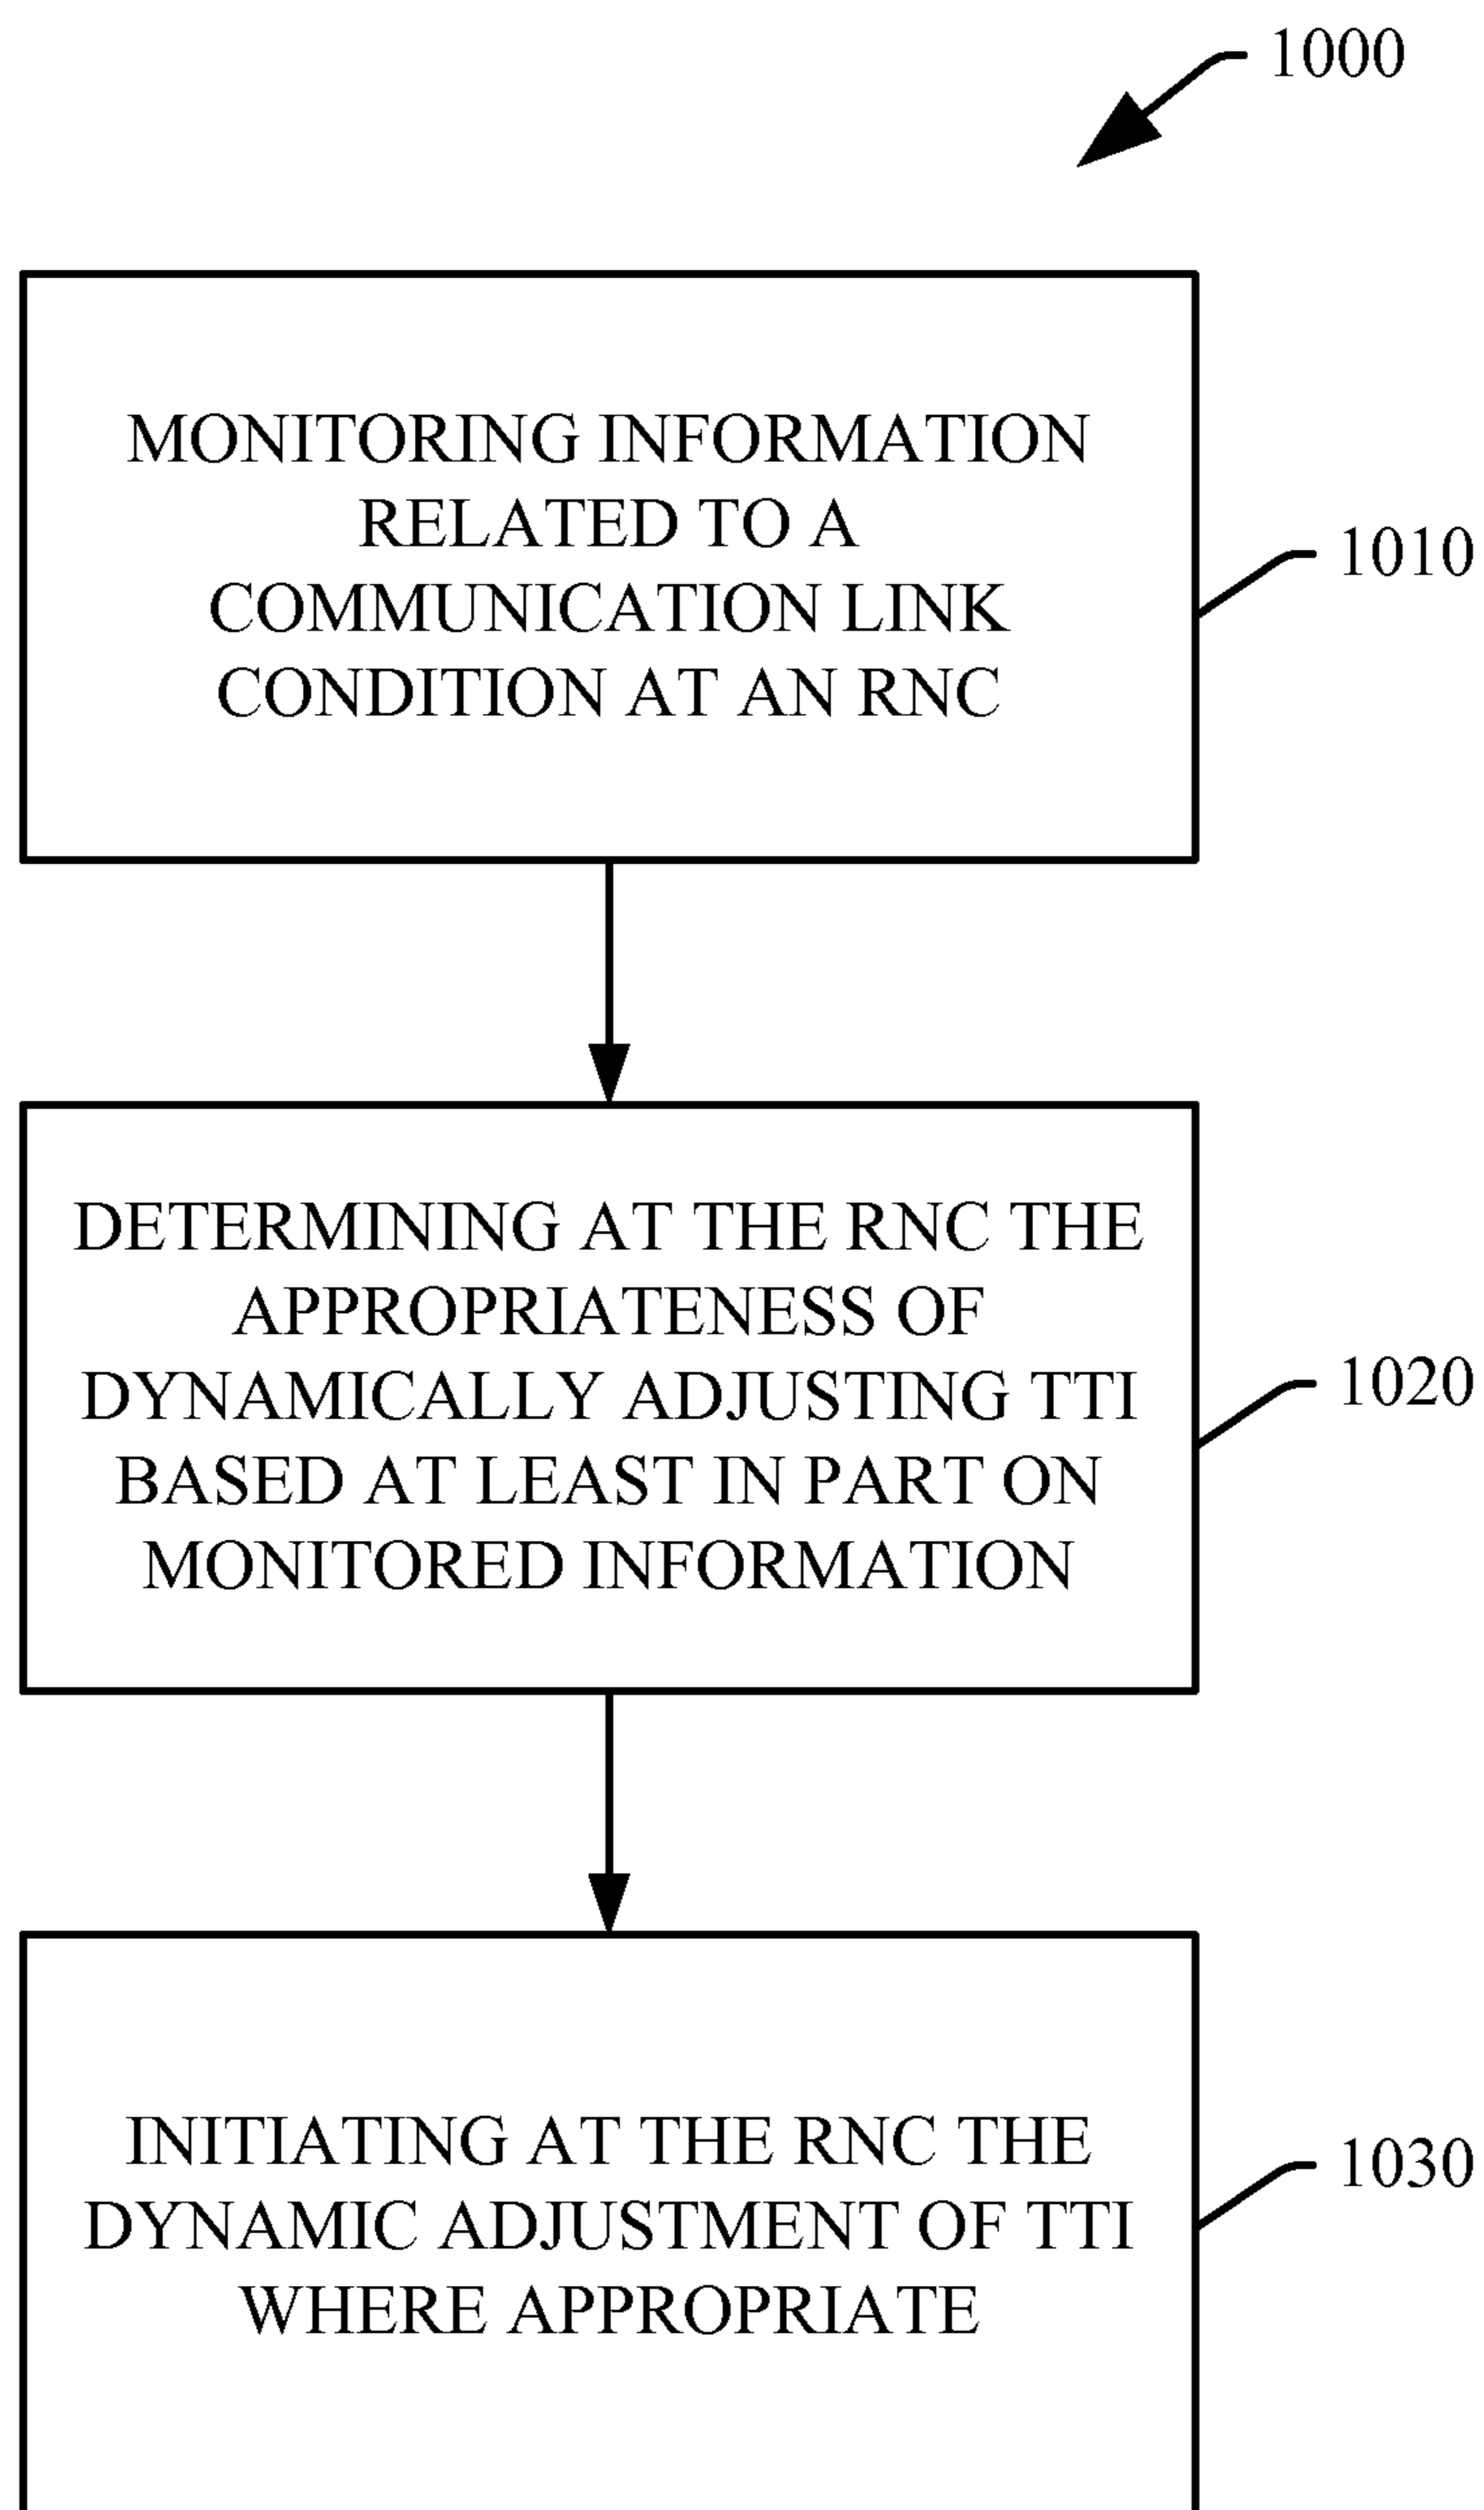 1000
MONITORING INFORMATION
RELATED TO A
COMMUNICATION LINK
CONDITION AT AN RNC
1010
DETERMINING AT THE RNC THE
APPROPRIATENESS OF
DYNAMICALLY ADJUSTING TTI
BASED AT LEAST IN PART ON
MONITORED INFORMATION
1020
INITIATING AT THE RNC THE
DYNAMIC ADJUSTMENT OF TTI
WHERE APPROPRIATE
1030